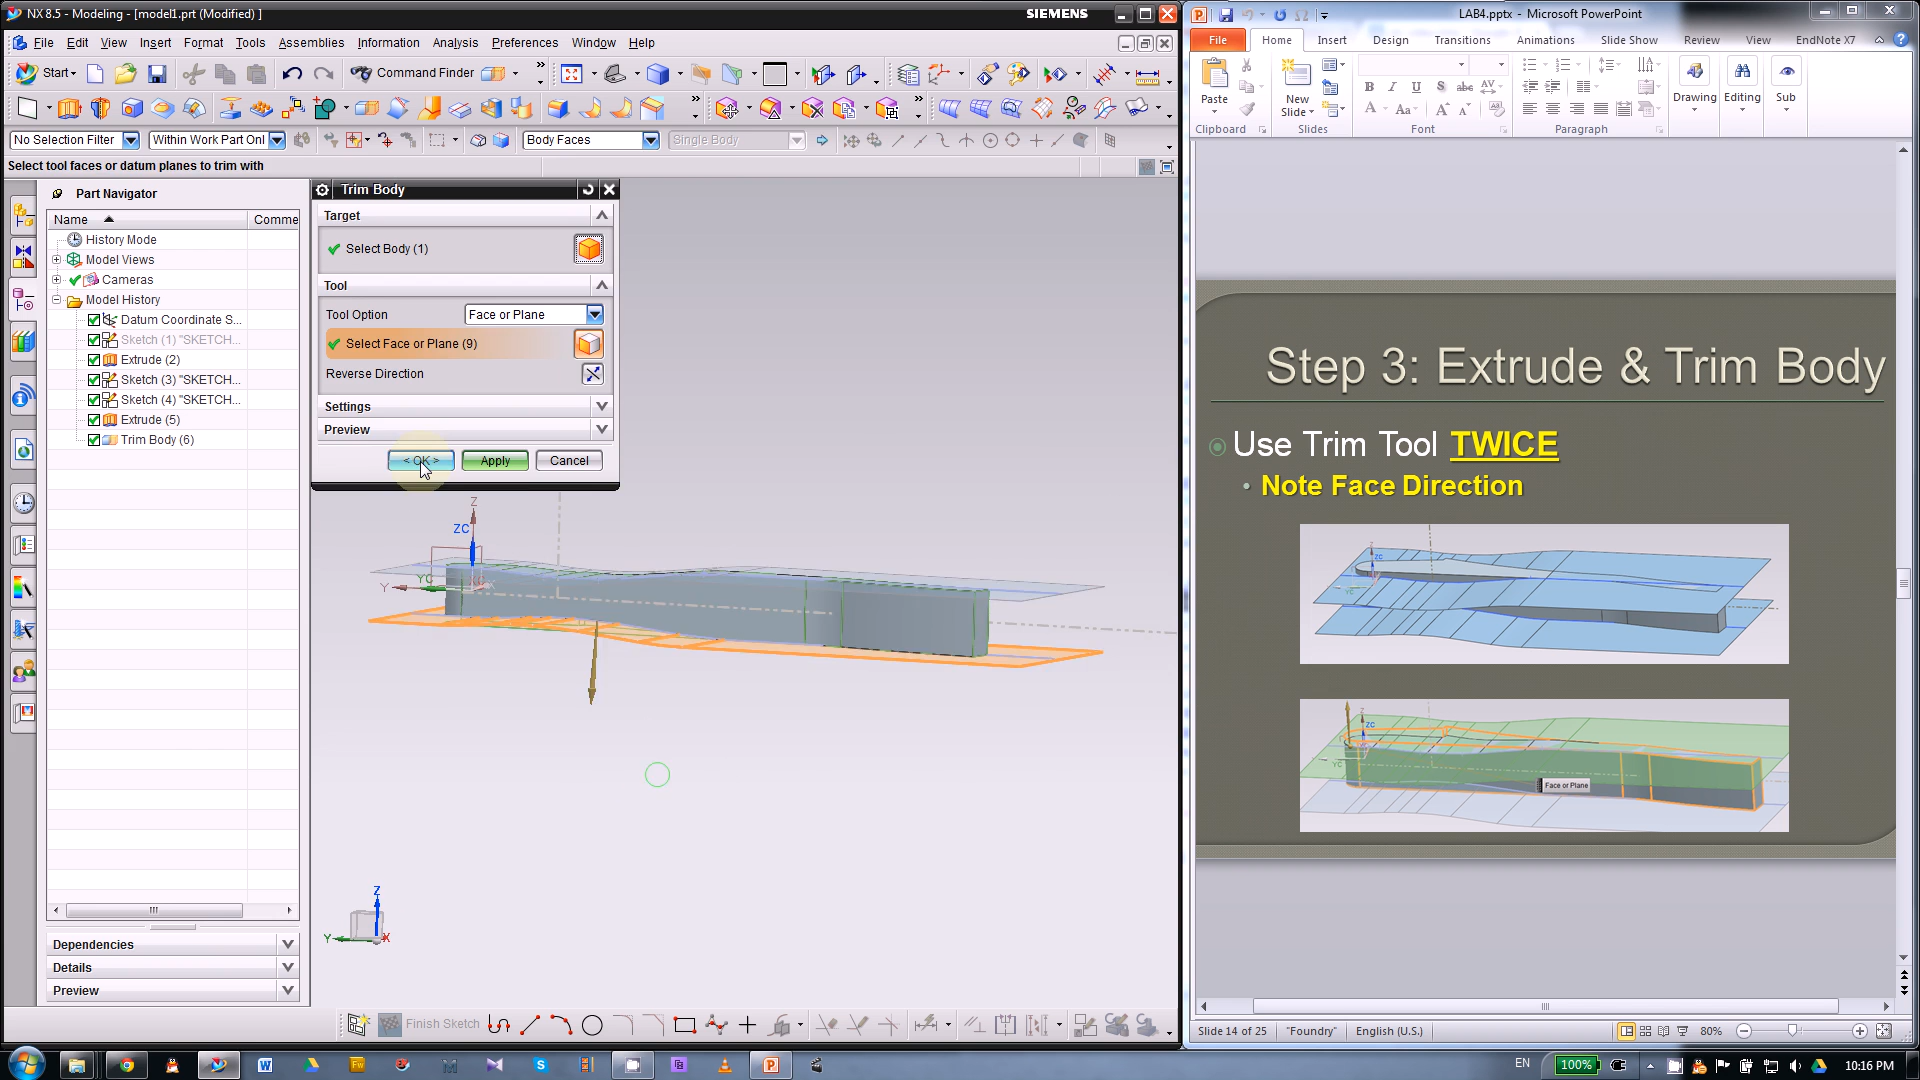 NX 8.5 - Modeling - [model1.prt (Modified) ]
SIEMENS
File Edit View Insert Format Tools Assemblies Information Analysis Preferences Window Help
Start
Command Finder
No Selection Filter
Within Work Part Onl
Body Faces
Single Body
Select tool faces or datum planes to trim with
Part Navigator
Name
Comme
History Mode
Model Views
Cameras
Model History
Datum Coordinate S...
Sketch (1) "SKETCH...
Extrude (2)
Sketch (3) "SKETCH...
Sketch (4) "SKETCH...
Extrude (5)
Trim Body (6)
Dependencies
Details
Preview
Trim Body
Target
Select Body (1)
Tool
Tool Option
Face or Plane
Select Face or Plane (9)
Reverse Direction
Settings
Preview
< OK >
Apply
Cancel
Z
ZC
Y
YC
XC
Z
Y
X
Finish Sketch
LAB4.pptx - Microsoft PowerPoint
File Home Insert Design Transitions Animations Slide Show Review View EndNote X7
Paste
New
Slide
Drawing
Editing
Sub
Clipboard
Slides
Font
Paragraph
Step 3: Extrude & Trim Body
Use Trim Tool TWICE
Note Face Direction
ZC
YC
Z
ZC
YC
Face or Plane
Slide 14 of 25
"Foundry"
English (U.S.)
80%
EN
100%
10:16 PM